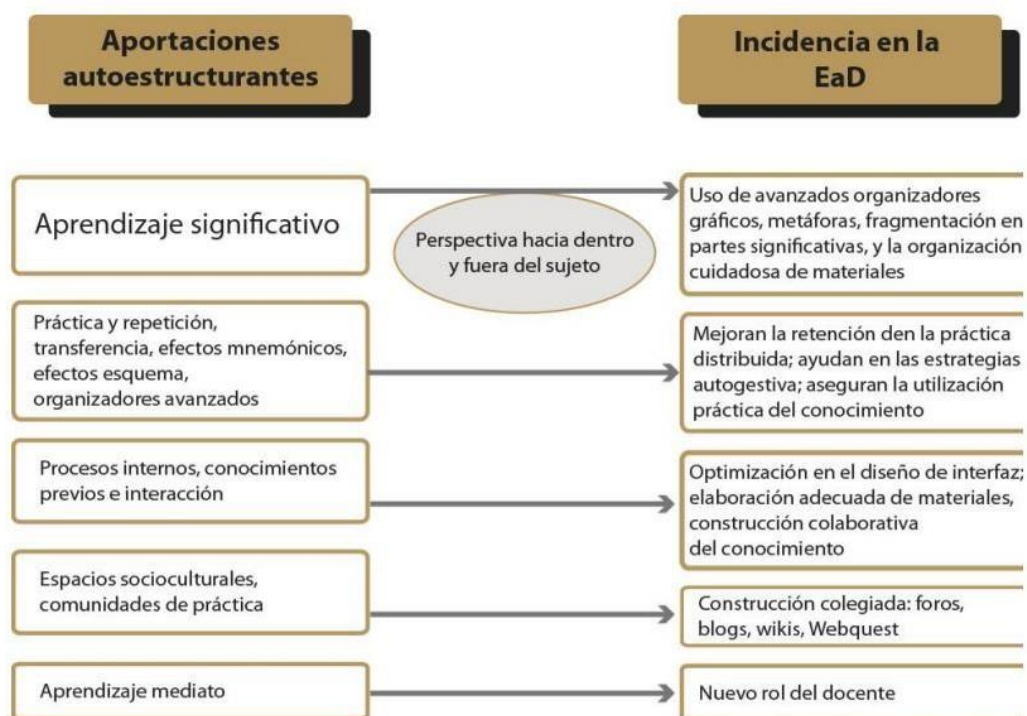 Aportaciones
autoestructurantes
Incidencia en la
EaD
Aprendizaje significativo
Perspectiva hacia dentro
y fuera del sujeto
Uso de avanzados organizadores
gráficos, metáforas, fragmentación en
partes significativas, y la organización
cuidadosa de materiales
Práctica y repetición,
transferencia, efectos mnemónicos,
efectos esquema,
organizadores avanzados
Mejoran la retención den la práctica
distribuida; ayudan en las estrategias
autogestiva; aseguran la utilización
práctica del conocimiento
Procesos internos, conocimientos
previos e interacción
Optimización en el diseño de interfaz;
elaboración adecuada de materiales,
construcción colaborativa
del conocimiento
Espacios socioculturales,
comunidades de práctica
Construcción colegiada: foros,
blogs, wikis, Webquest
Aprendizaje mediato
Nuevo rol del docente